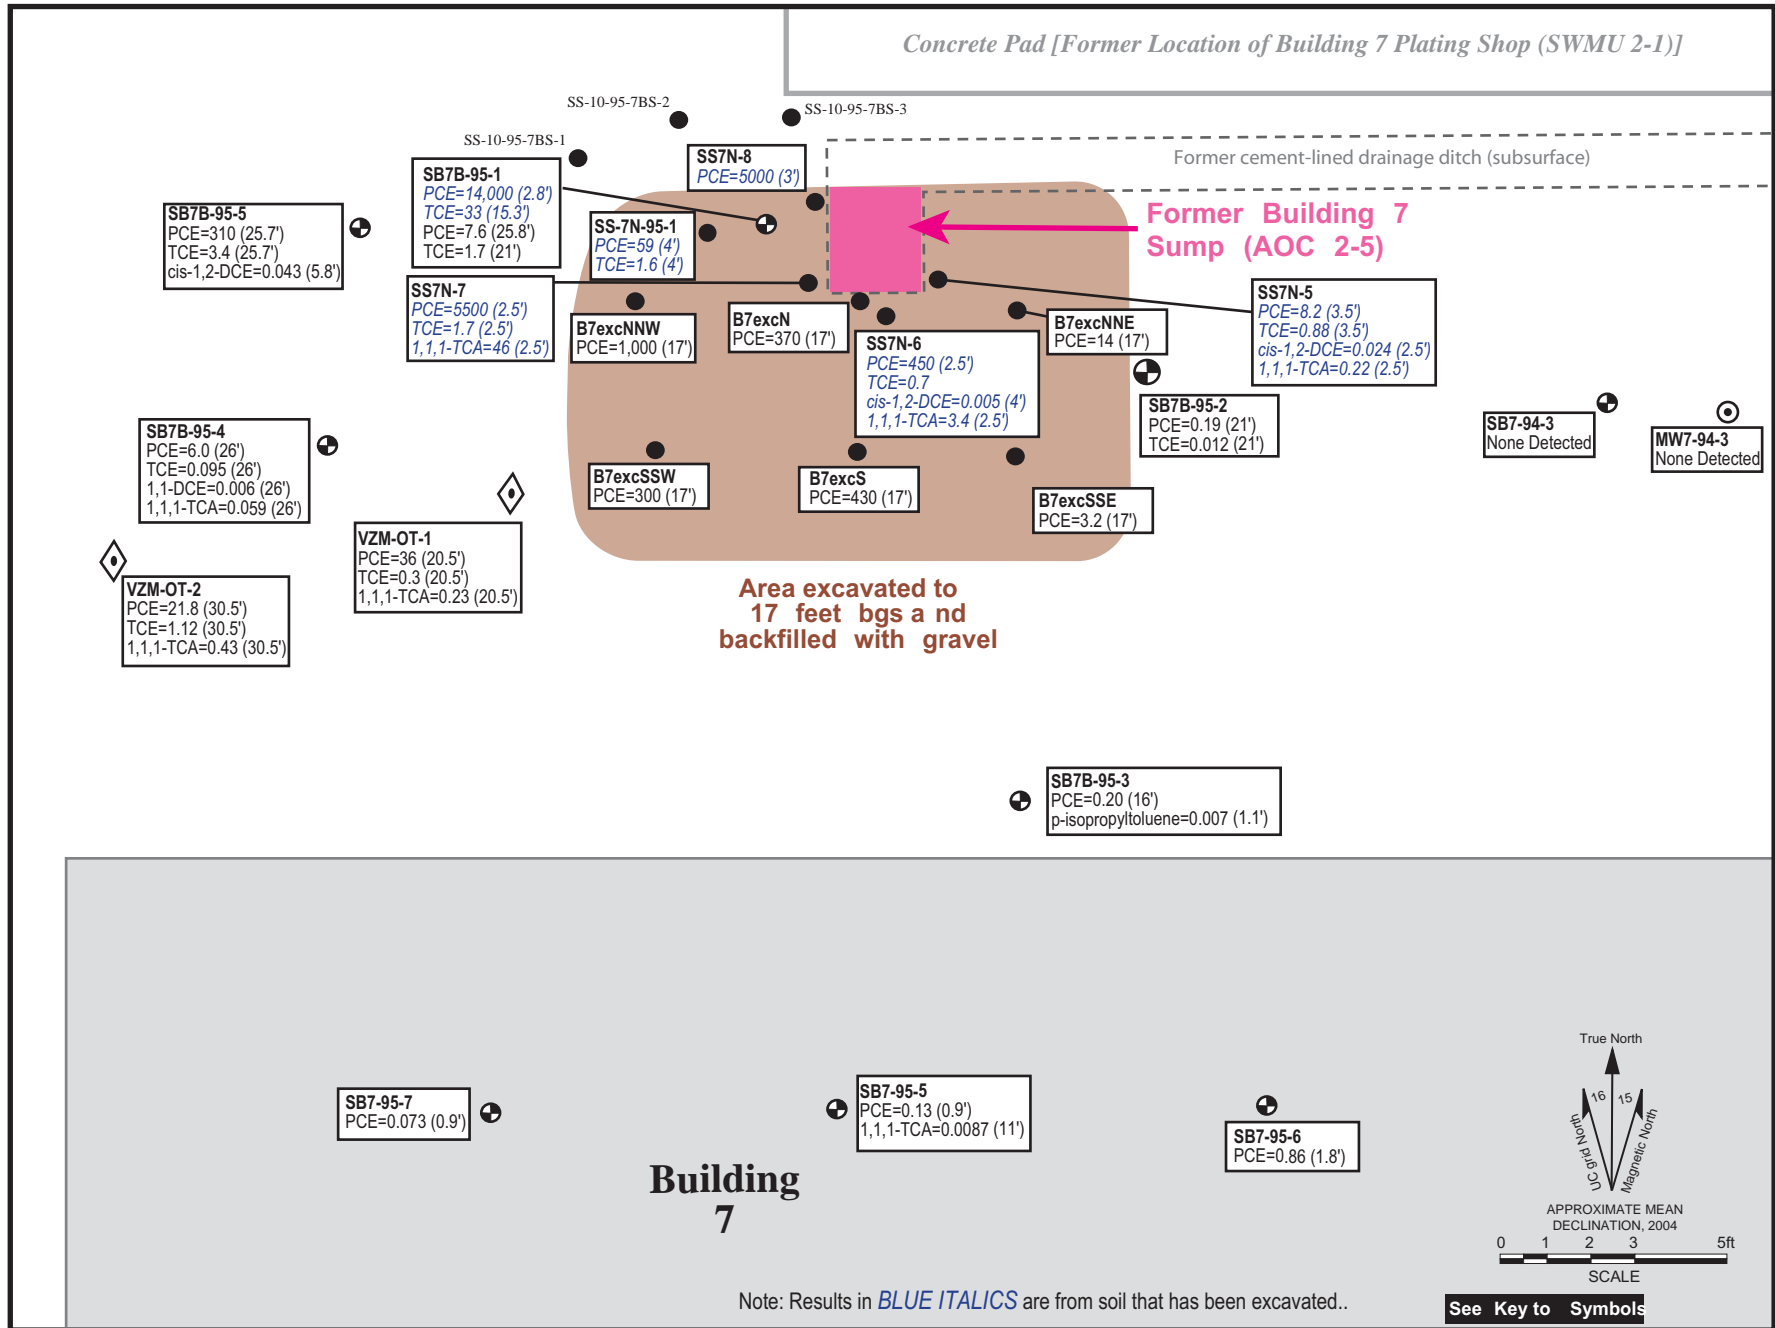 Concrete Pad [Former Location of Building 7 Plating Shop (SWMU 2-1)]
SS-10-95-7BS-2
SS-10-95-7BS-3
SS-10-95-7BS-1
Former cement-lined drainage ditch (subsurface)
SS7N-8
PCE=5000 (3')
SB7B-95-1
PCE=14,000 (2.8')
TCE=33 (15.3')
PCE=7.6 (25.8')
TCE=1.7 (21')
SB7B-95-5
PCE=310 (25.7')
TCE=3.4 (25.7')
cis-1,2-DCE=0.043 (5.8')
SS-7N-95-1
PCE=59 (4')
TCE=1.6 (4')
Former Building 7
Sump (AOC 2-5)
SS7N-7
PCE=5500 (2.5')
TCE=1.7 (2.5')
1,1,1-TCA=46 (2.5')
B7excNNW
PCE=1,000 (17')
B7excN
PCE=370 (17')
SS7N-6
PCE=450 (2.5')
TCE=0.7
cis-1,2-DCE=0.005 (4')
1,1,1-TCA=3.4 (2.5')
B7excNNE
PCE=14 (17')
SS7N-5
PCE=8.2 (3.5')
TCE=0.88 (3.5')
cis-1,2-DCE=0.024 (2.5')
1,1,1-TCA=0.22 (2.5')
SB7B-95-2
PCE=0.19 (21')
TCE=0.012 (21')
SB7-94-3
None Detected
MW7-94-3
None Detected
SB7B-95-4
PCE=6.0 (26')
TCE=0.095 (26')
1,1-DCE=0.006 (26')
1,1,1-TCA=0.059 (26')
B7excSSW
PCE=300 (17')
B7excS
PCE=430 (17')
B7excSSE
PCE=3.2 (17')
VZM-OT-1
PCE=36 (20.5')
TCE=0.3 (20.5')
1,1,1-TCA=0.23 (20.5')
VZM-OT-2
PCE=21.8 (30.5')
TCE=1.12 (30.5')
1,1,1-TCA=0.43 (30.5')
Area excavated to
17 feet bgs a nd
backfilled with gravel
SB7B-95-3
PCE=0.20 (16')
p-isopropyltoluene=0.007 (1.1')
SB7-95-7
PCE=0.073 (0.9')
SB7-95-5
PCE=0.13 (0.9')
1,1,1-TCA=0.0087 (11')
SB7-95-6
PCE=0.86 (1.8')
Building
7
True North
16 15
UC grid North
Magnetic North
APPROXIMATE MEAN
DECLINATION, 2004
0 1 2 3 5ft
SCALE
Note: Results in BLUE ITALICS are from soil that has been excavated..
See Key to Symbols